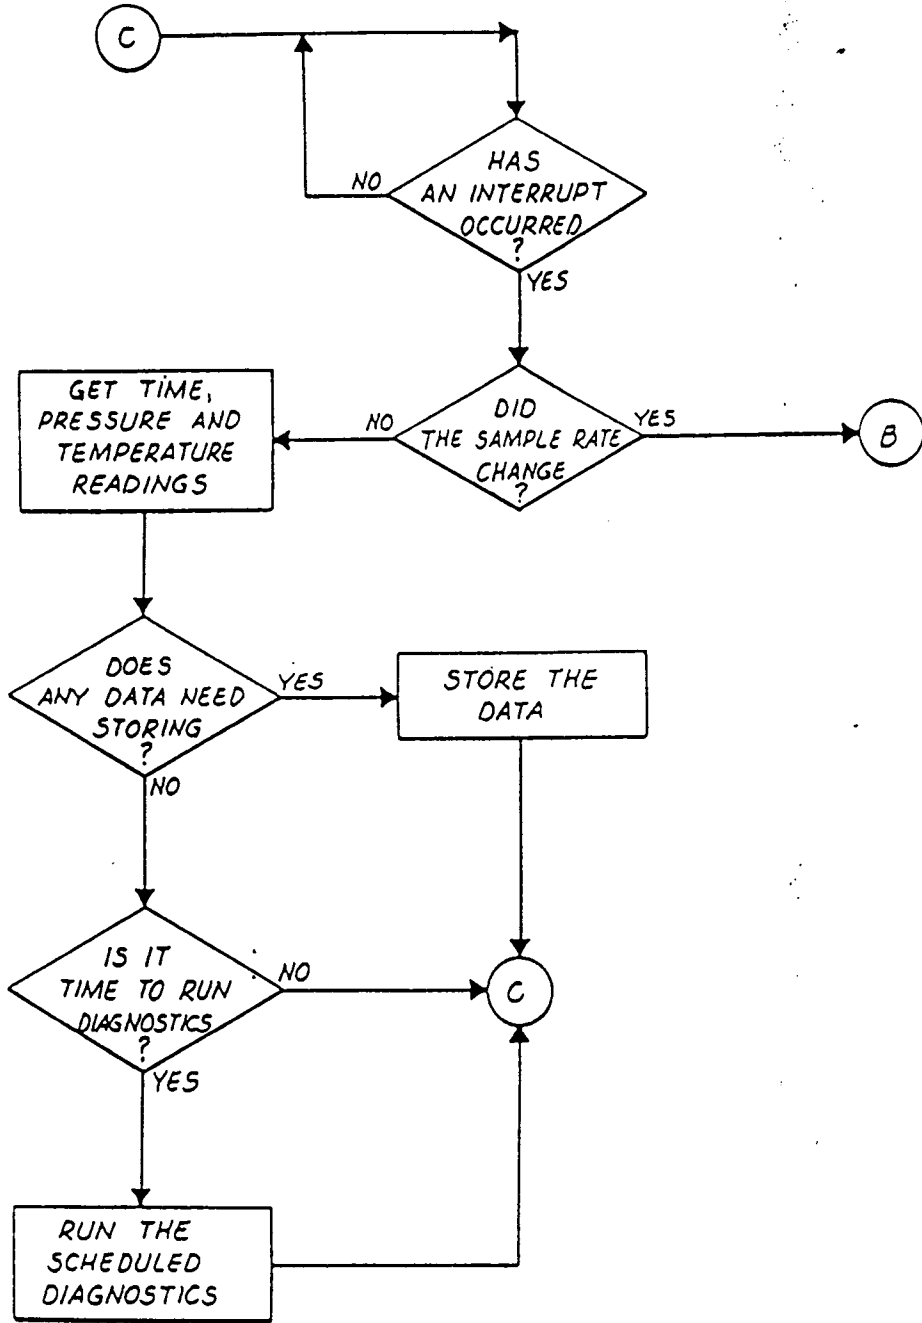 C
HAS
AN INTERRUPT
OCCURRED
?
NO
YES
DID
THE SAMPLE RATE
CHANGE
?
NO
YES
B
GET TIME,
PRESSURE AND
TEMPERATURE
READINGS
DOES
ANY DATA NEED
STORING
?
YES
NO
STORE THE
DATA
IS IT
TIME TO RUN
DIAGNOSTICS
?
NO
YES
C
RUN THE
SCHEDULED
DIAGNOSTICS